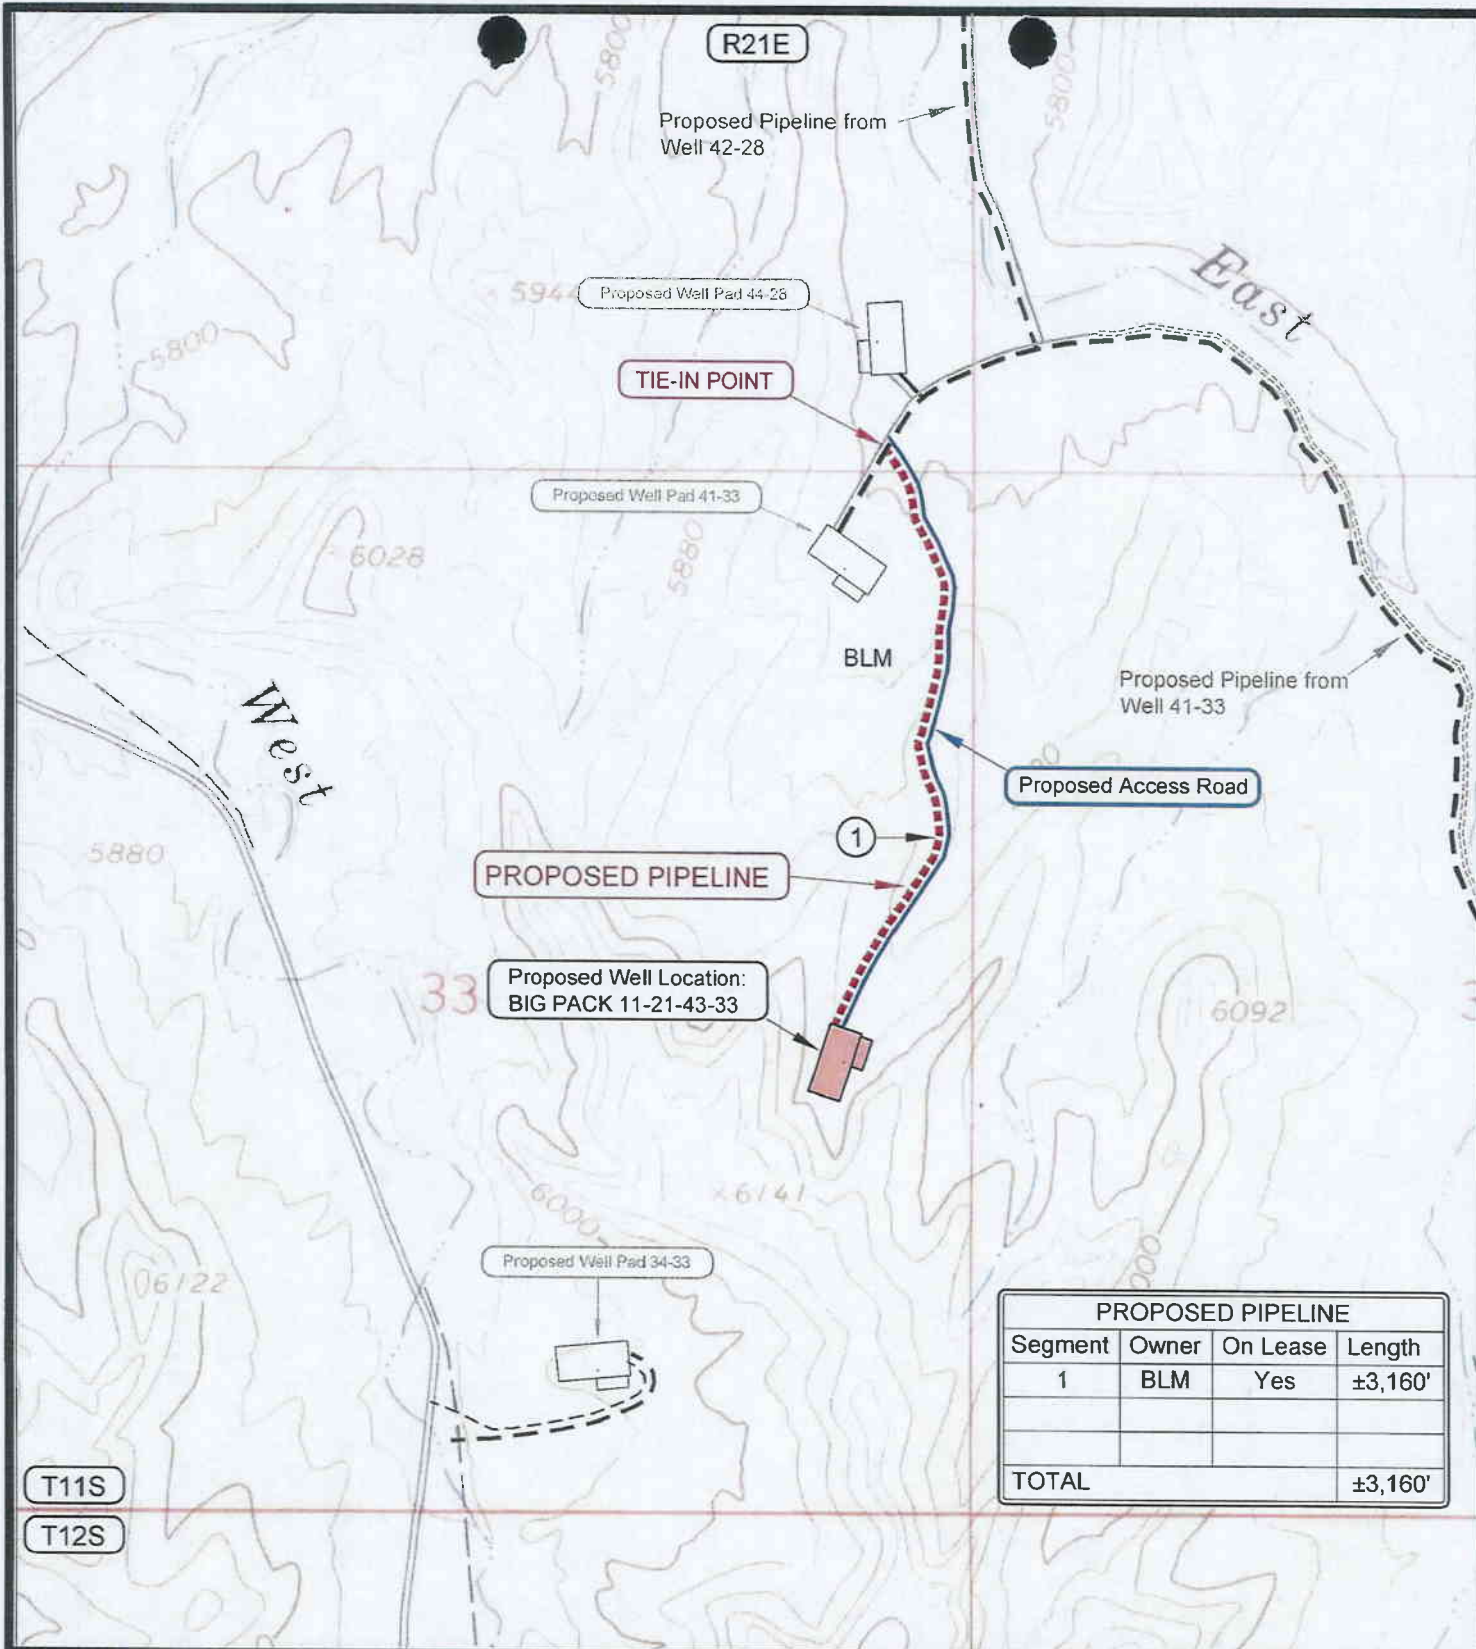 R21E
5800
5800
Proposed Pipeline from
Well 42-28
East
5944
Proposed Well Pad 44-28
5800
TIE-IN POINT
Proposed Well Pad 41-33
6028
5880
BLM
West
Proposed Pipeline from
Well 41-33
Proposed Access Road
1
5880
PROPOSED PIPELINE
33
Proposed Well Location:
BIG PACK 11-21-43-33
6092
6000
x6141
Proposed Well Pad 34-33
6122
PROPOSED PIPELINE
Segment Owner On Lease Length
1 BLM Yes ±3,160'
TOTAL ±3,160'
T11S
T12S